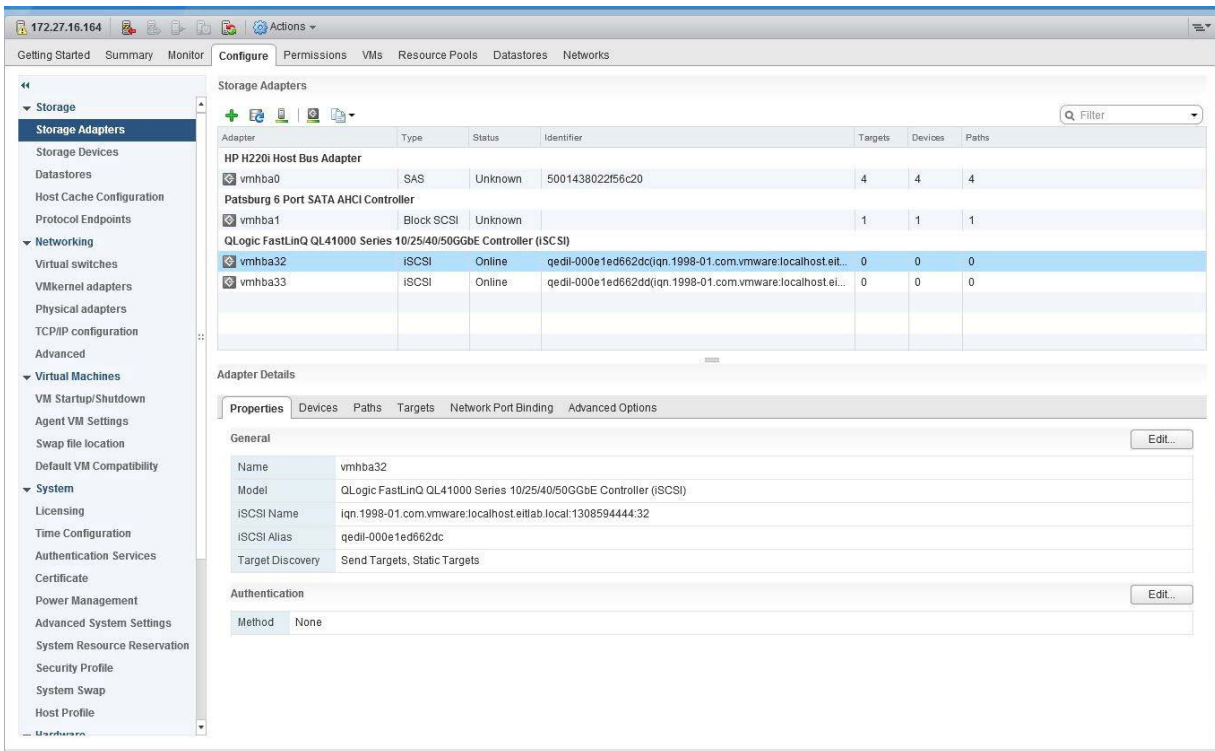 172.27.16.164 Actions
Getting Started Summary Monitor Configure Permissions VMs Resource Pools Datastores Networks
Storage
Storage Adapters
Storage Devices
Datastores
Host Cache Configuration
Protocol Endpoints
Networking
Virtual switches
VMkernel adapters
Physical adapters
TCP/IP configuration
Advanced
Virtual Machines
VM Startup/Shutdown
Agent VM Settings
Swap file location
Default VM Compatibility
System
Licensing
Time Configuration
Authentication Services
Certificate
Power Management
Advanced System Settings
System Resource Reservation
Security Profile
System Swap
Host Profile
Hardware
Storage Adapters
Filter
Adapter Type Status Identifier Targets Devices Paths
HP H220i Host Bus Adapter
vmhba0 SAS Unknown 5001438022f56c20 4 4 4
Patsburg 6 Port SATA AHCI Controller
vmhba1 Block SCSI Unknown 1 1 1
QLogic FastLinQ QL41000 Series 10/25/40/50GGbE Controller (iSCSI)
vmhba32 iSCSI Online qedil-000e1ed662dc(iqn.1998-01.com.vmware:localhost.eit... 0 0 0
vmhba33 iSCSI Online qedil-000e1ed662dd(iqn.1998-01.com.vmware:localhost.ei... 0 0 0
Adapter Details
Properties Devices Paths Targets Network Port Binding Advanced Options
General Edit...
Name vmhba32
Model QLogic FastLinQ QL41000 Series 10/25/40/50GGbE Controller (iSCSI)
iSCSI Name iqn.1998-01.com.vmware:localhost.eitlab.local:1308594444:32
iSCSI Alias qedil-000e1ed662dc
Target Discovery Send Targets, Static Targets
Authentication Edit...
Method None